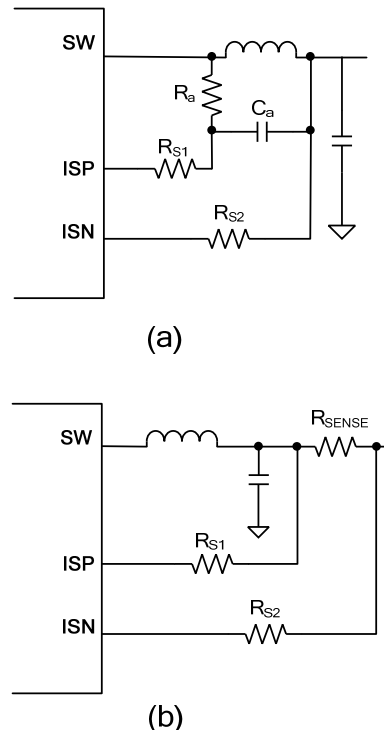 SW
Ra
Ca
RS1
ISP
RS2
ISN
(a)
RSENSE
SW
RS1
ISP
RS2
ISN
(b)